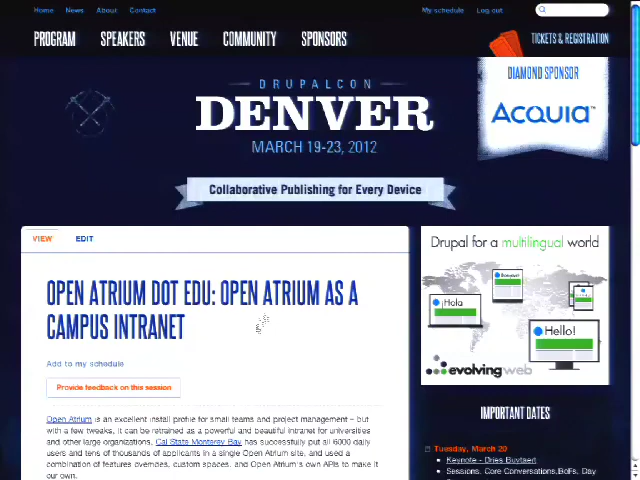 Home News About Contact My schedule Log out
PROGRAM SPEAKERS VENUE COMMUNITY SPONSORS TICKETS & REGISTRATION
DIAMOND SPONSOR
ACQUIA™
DRUPALCON
DENVER
MARCH 19-23, 2012
Collaborative Publishing for Every Device
VIEW EDIT
OPEN ATRIUM DOT EDU: OPEN ATRIUM AS A
CAMPUS INTRANET
Add to my schedule
Provide feedback on this session
Open Atrium is an excellent install profile for small teams and project management – but
with a few tweaks, it can be retrained as a powerful and beautiful intranet for universities
and other large organizations. Cal State Monterey Bay has successfully put all 6000 daily
users and tens of thousands of applicants in a single Open Atrium site, and used a
combination of features overrides, custom spaces, and Open Atrium's own APIs to make it
our own.
Drupal for a multilingual world
Bonjour
Hola
Hello!
evolvingweb
IMPORTANT DATES
Tuesday, March 20
Keynote - Dries Buytaert
Sessions, Core Conversations, BoFs, Day